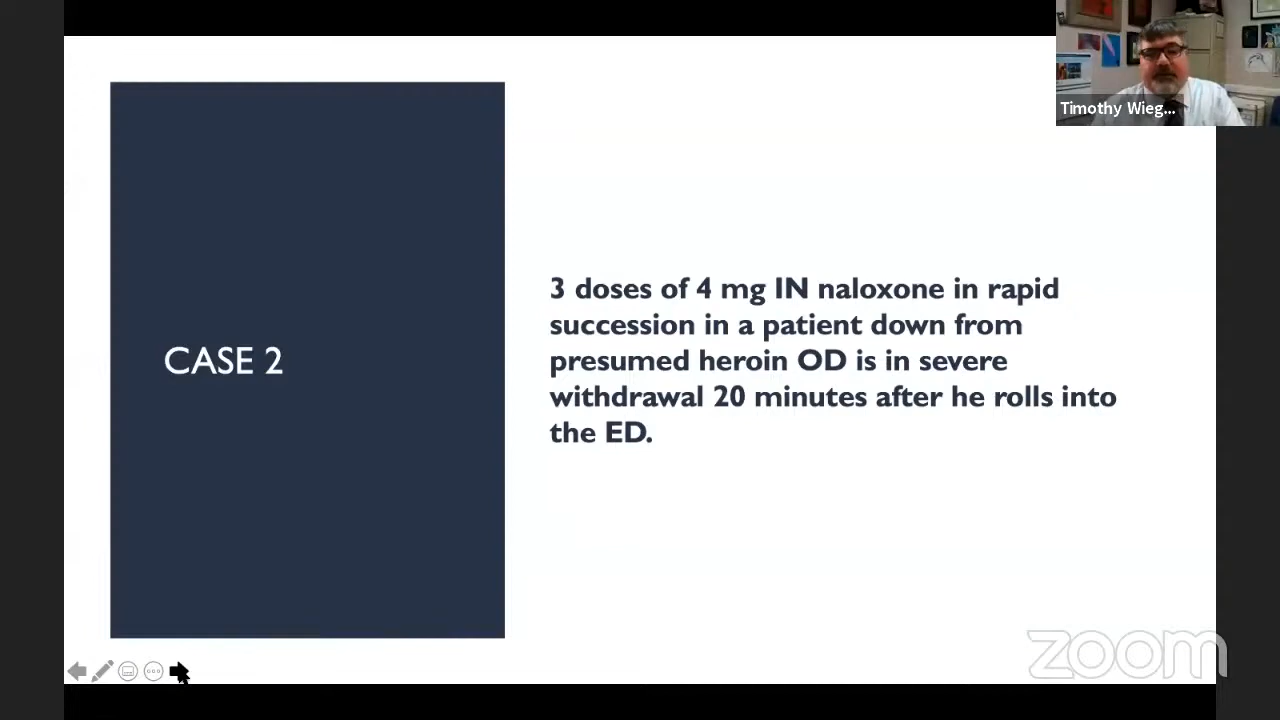 Timothy Wieg...
CASE 2
3 doses of 4 mg IN naloxone in rapid
succession in a patient down from
presumed heroin OD is in severe
withdrawal 20 minutes after he rolls into
the ED.
zoom